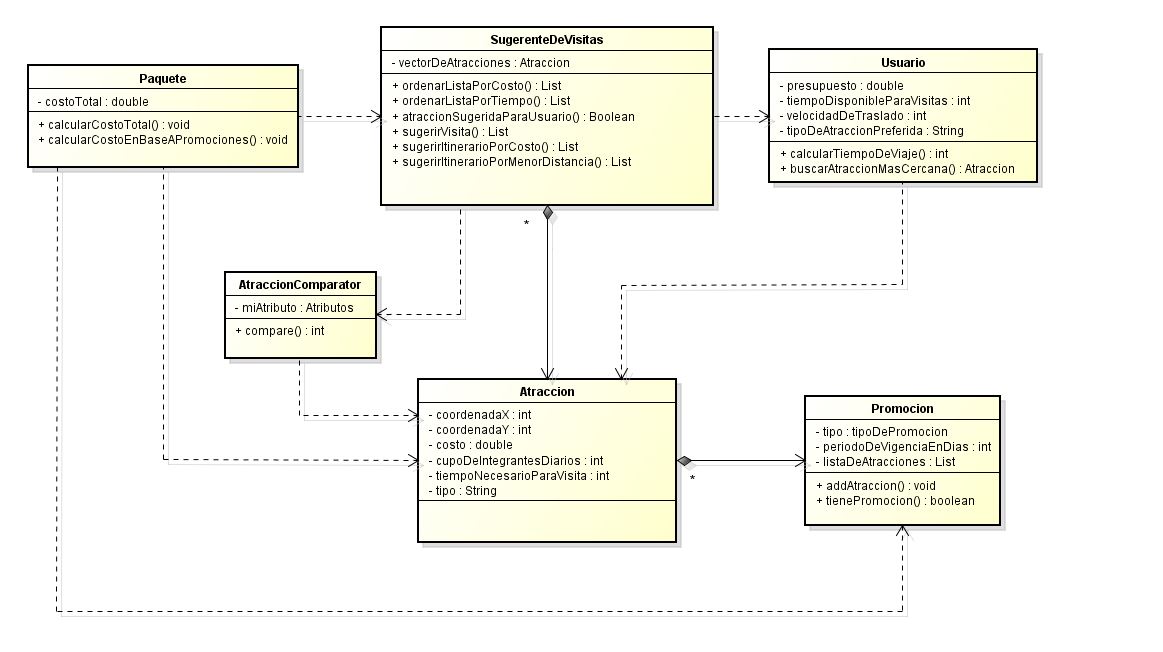 Paquete
- costoTotal : double
+ calcularCostoTotal() : void
+ calcularCostoEnBaseAPromociones() : void
SugerenteDeVisitas
- vectorDeAtracciones : Atraccion
+ ordenarListaPorCosto() : List
+ ordenarListaPorTiempo() : List
+ atraccionSugeridaParaUsuario() : Boolean
+ sugerirVisita() : List
+ sugerirItinerarioPorCosto() : List
+ sugerirItinerarioPorMenorDistancia() : List
Usuario
- presupuesto : double
- tiempoDisponibleParaVisitas : int
- velocidadDeTraslado : int
- tipoDeAtraccionPreferida : String
+ calcularTiempoDeViaje() : int
+ buscarAtraccionMasCercana() : Atraccion
*
AtraccionComparator
- miAtributo : Atributos
+ compare() : int
Atraccion
- coordenadaX : int
- coordenadaY : int
- costo : double
- cupoDeIntegrantesDiarios : int
- tiempoNecesarioParaVisita : int
- tipo : String
*
Promocion
- tipo : tipoDePromocion
- periodoDeVigenciaEnDias : int
- listaDeAtracciones : List
+ addAtraccion() : void
+ tienePromocion() : boolean